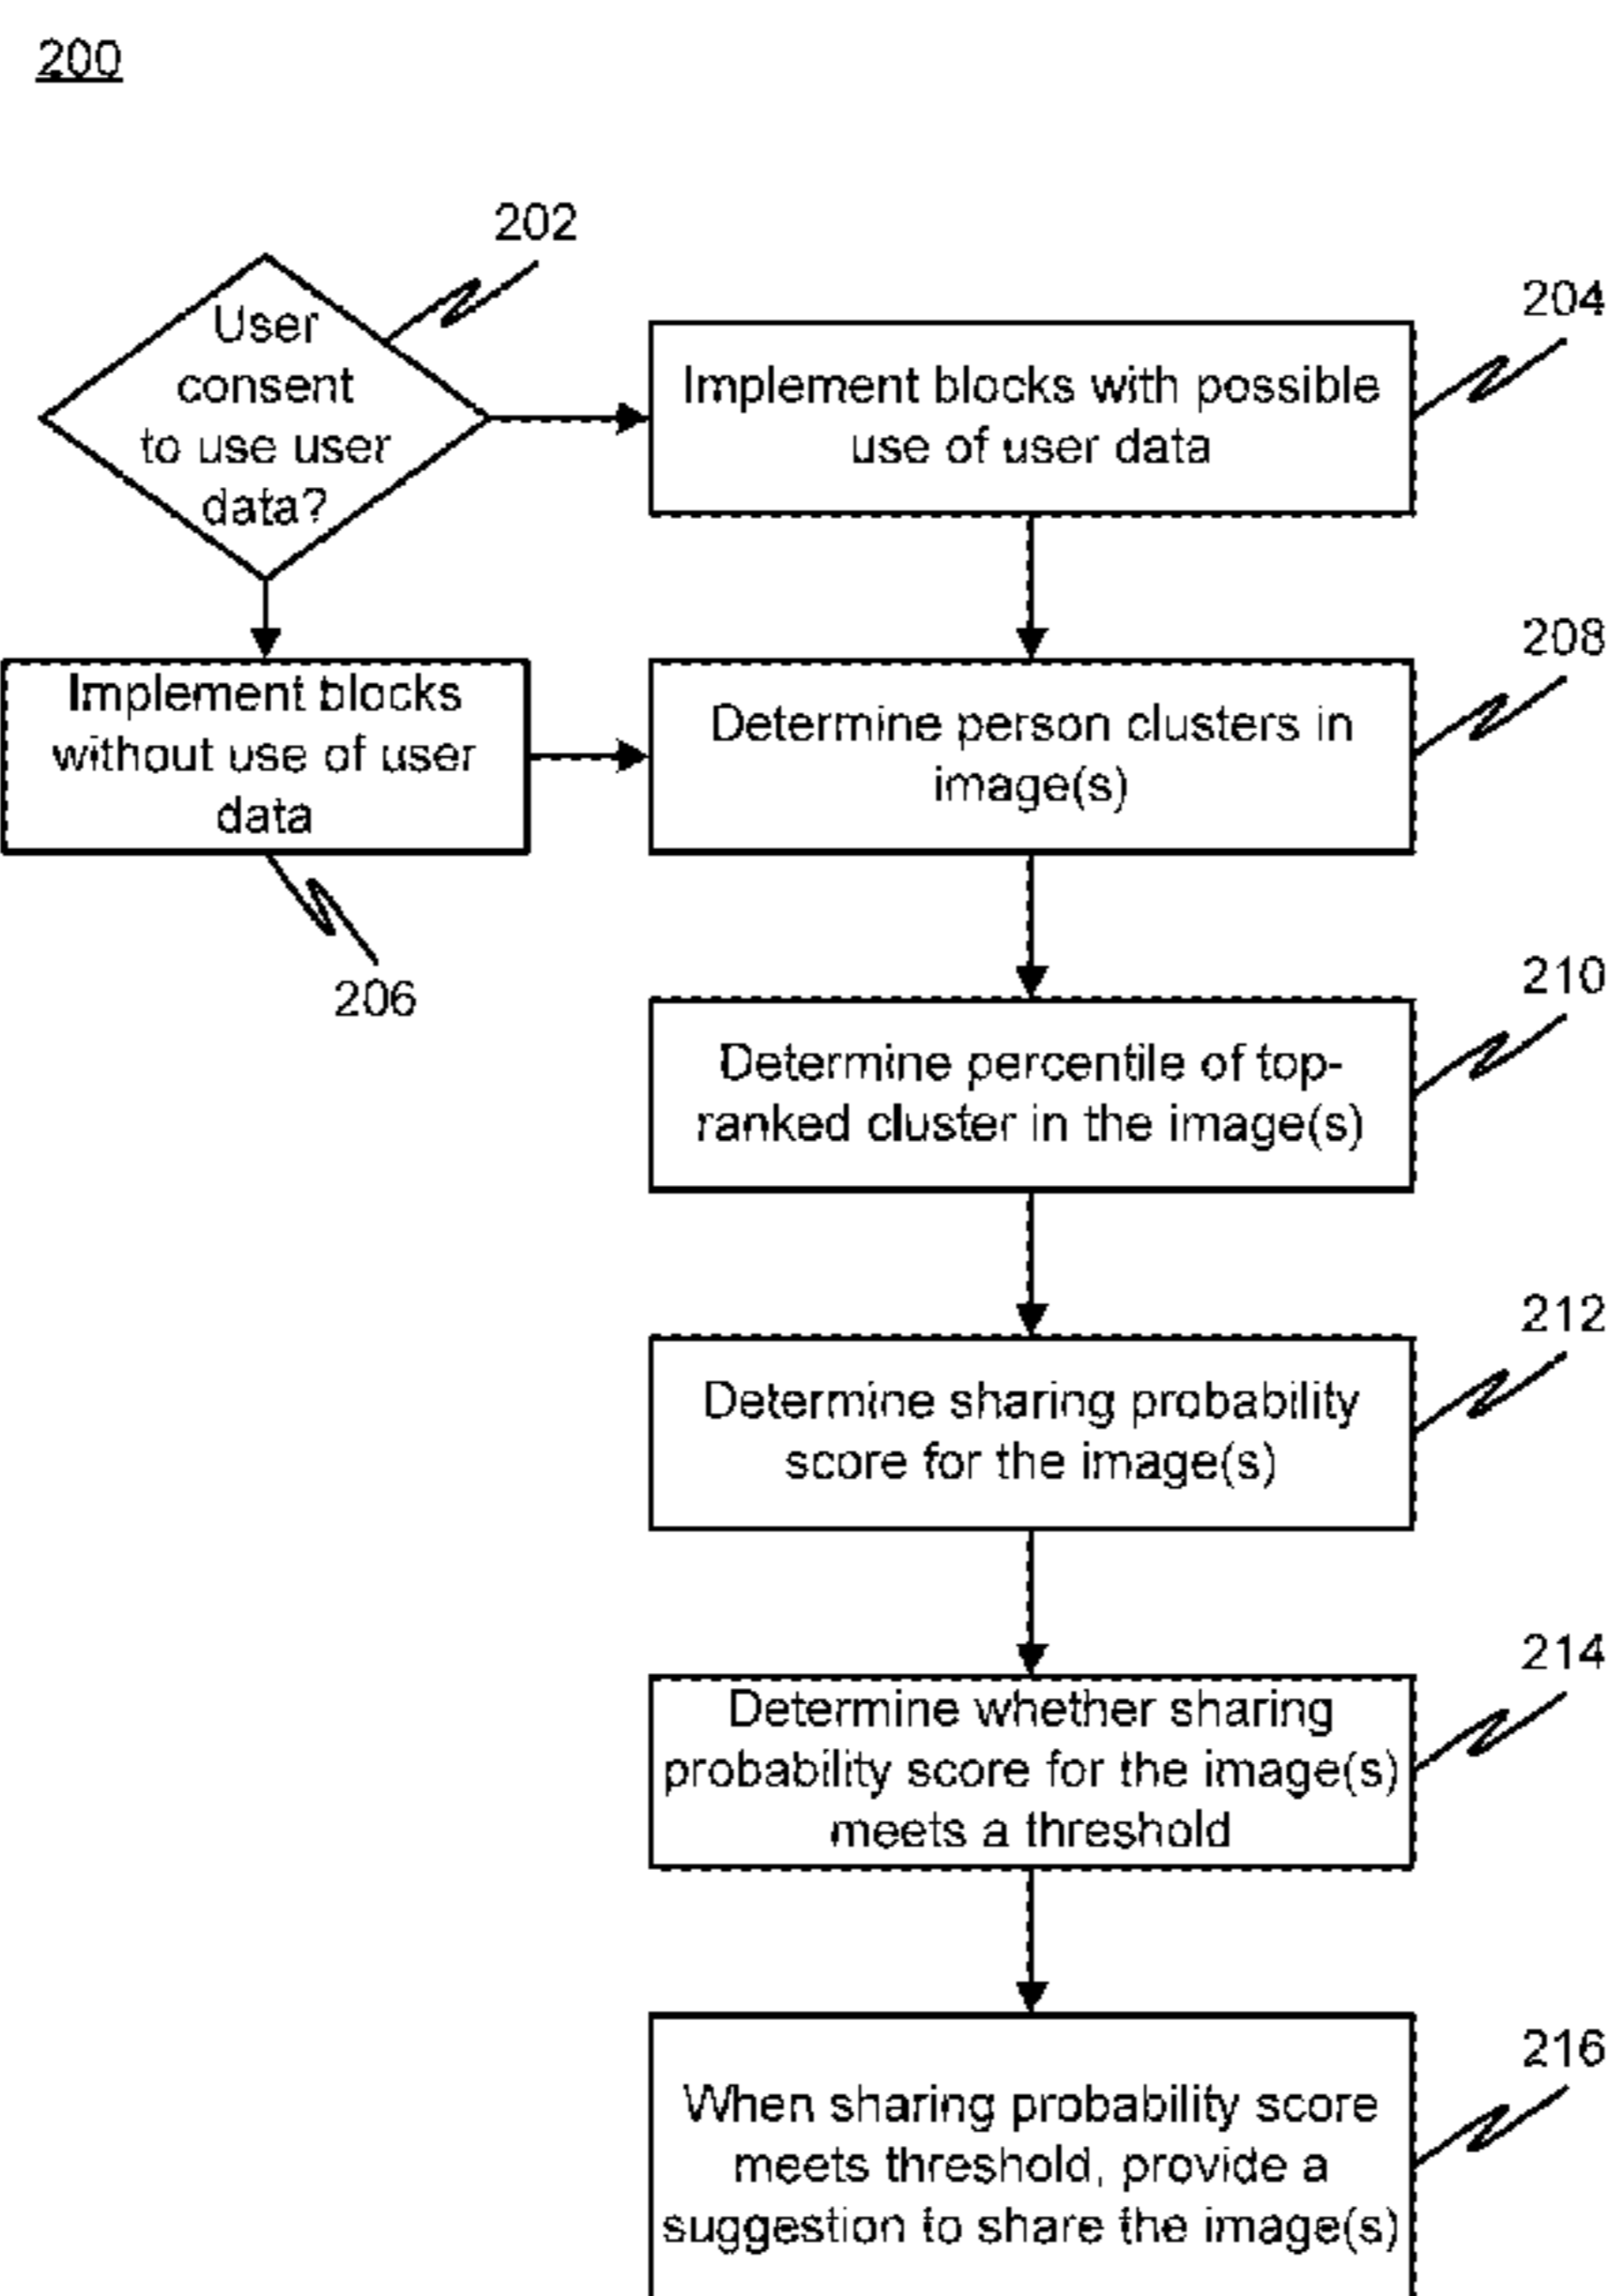 200
202
User
consent
to use user
data?
204
Implement blocks with possible
use of user data
206
Implement blocks
without use of user
data
208
Determine person clusters in
image(s)
210
Determine percentile of top-
ranked cluster in the image(s)
212
Determine sharing probability
score for the image(s)
214
Determine whether sharing
probability score for the image(s)
meets a threshold
216
When sharing probability score
meets threshold, provide a
suggestion to share the image(s)